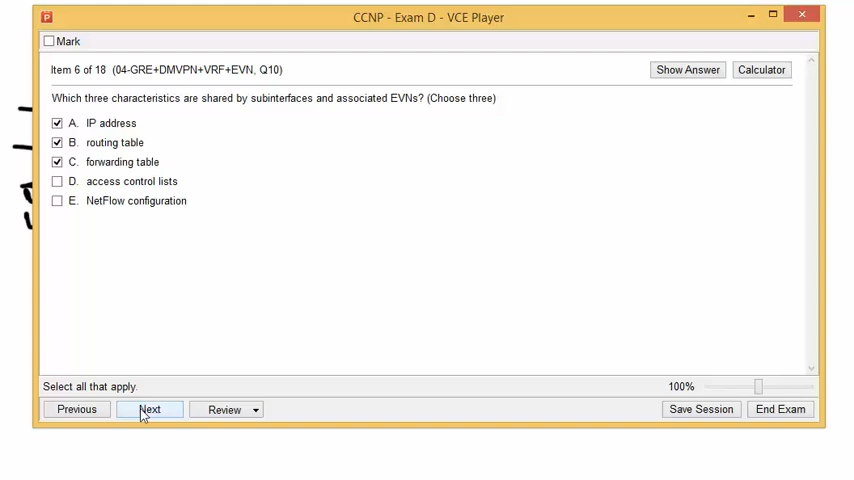 CCNP - Exam D - VCE Player
Mark
Item 6 of 18 (04-GRE+DMVPN+VRF+EVN, Q10)
Show Answer
Calculator
Which three characteristics are shared by subinterfaces and associated EVNs? (Choose three)
A. IP address
B. routing table
C. forwarding table
D. access control lists
E. NetFlow configuration
Select all that apply.
100%
Previous
Next
Review
Save Session
End Exam